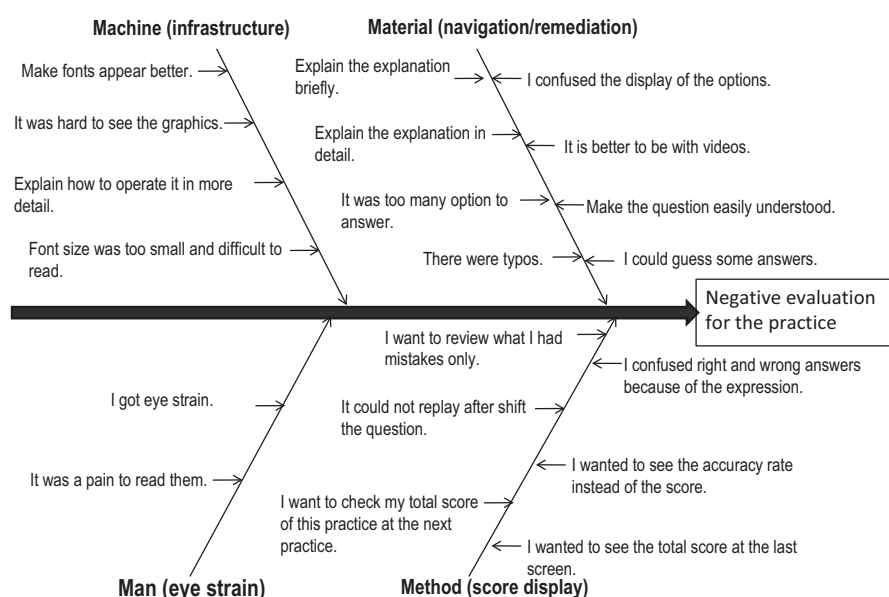 Machine (infrastructure)
Make fonts appear better.
It was hard to see the graphics.
Explain how to operate it in more
detail.
Font size was too small and difficult to
read.
Material (navigation/remediation)
Explain the explanation
briefly.
I confused the display of the options.
Explain the explanation in
detail.
It is better to be with videos.
It was too many option to
answer.
Make the question easily understood.
There were typos.
I could guess some answers.
Negative evaluation
for the practice
I got eye strain.
It was a pain to read them.
Man (eye strain)
I want to review what I had
mistakes only.
I confused right and wrong answers
because of the expression.
It could not replay after shift
the question.
I wanted to see the accuracy rate
instead of the score.
I want to check my total score
of this practice at the next
practice.
I wanted to see the total score at the last
screen.
Method (score display)